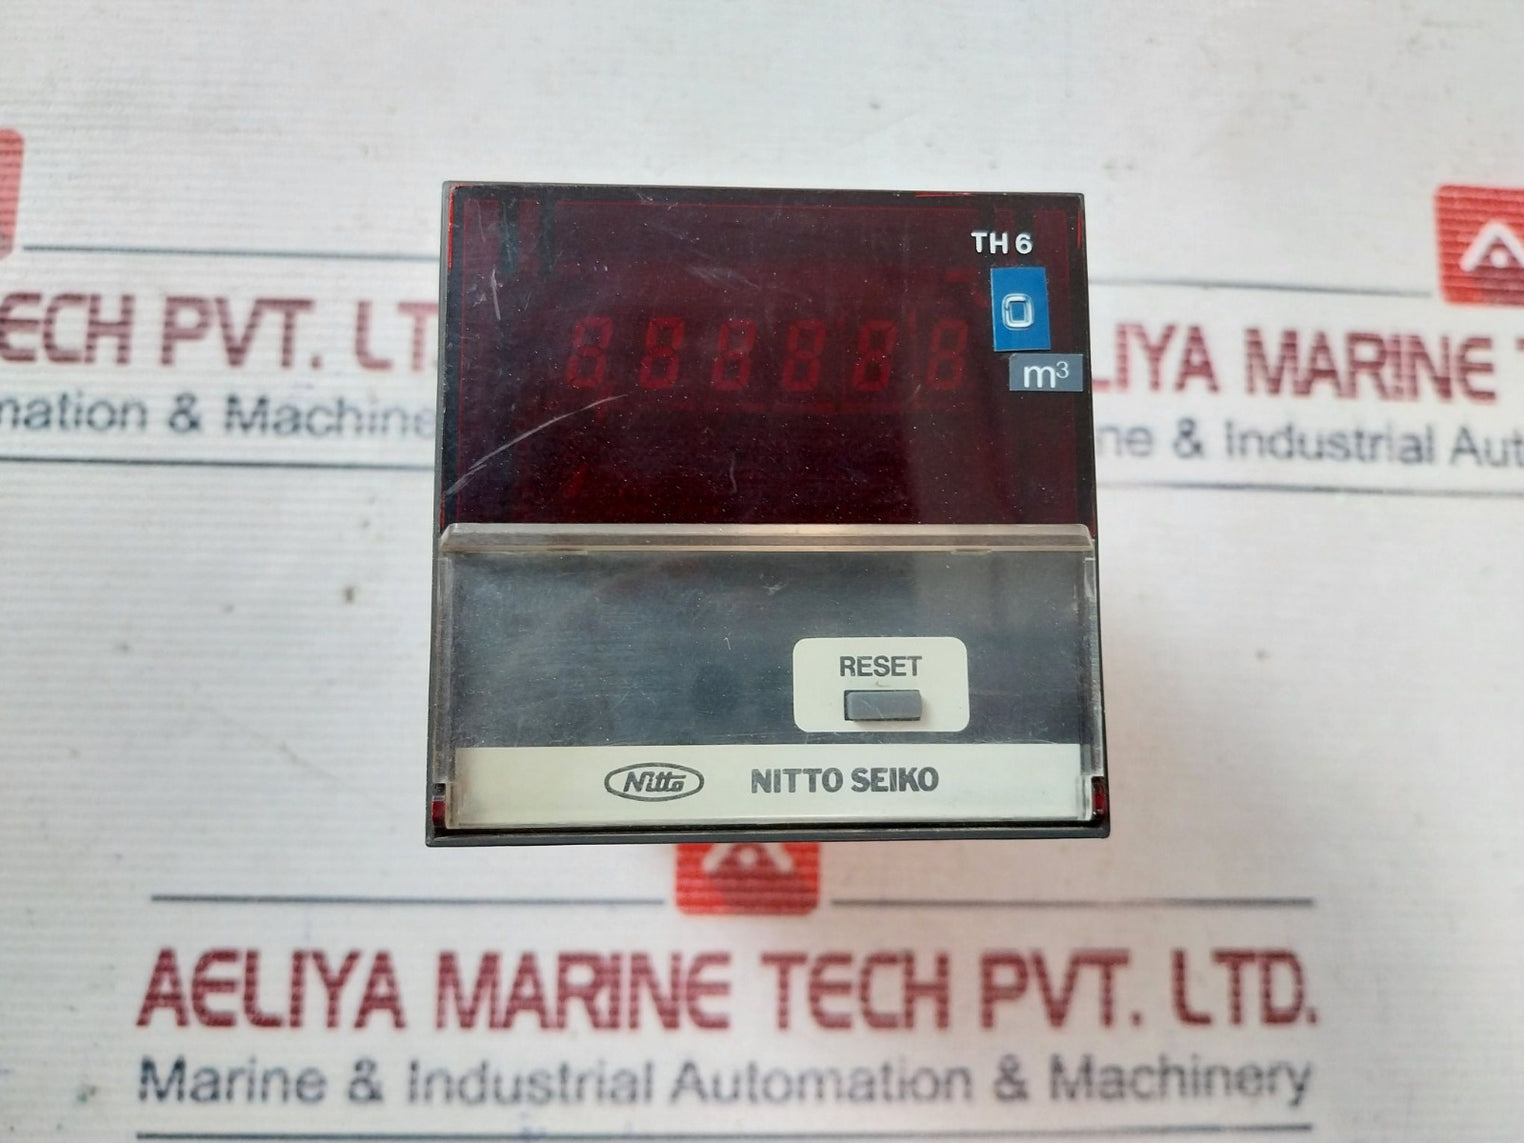 TH 6
0
m³
RESET
Nitto NITTO SEIKO
ECH PVT. LT
mation & Machine
LIYA MARINE T
ne & Industrial Aut
AELIYA MARINE TECH PVT. LTD.
Marine & Industrial Automation & Machinery